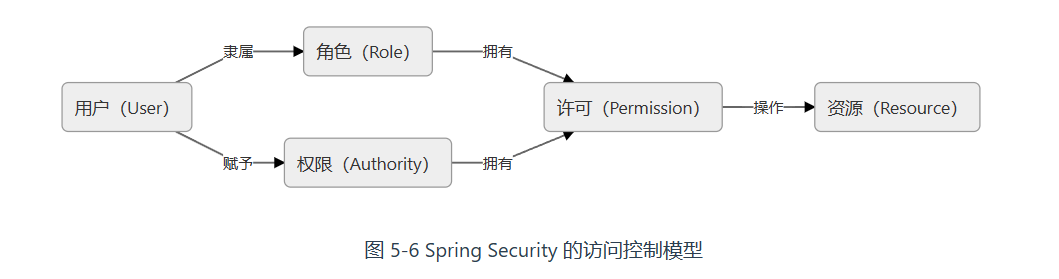 隶属
角色（Role）
拥有
用户（User）
许可（Permission）
操作
资源（Resource）
赋予
权限（Authority）
拥有
图 5-6 Spring Security 的访问控制模型